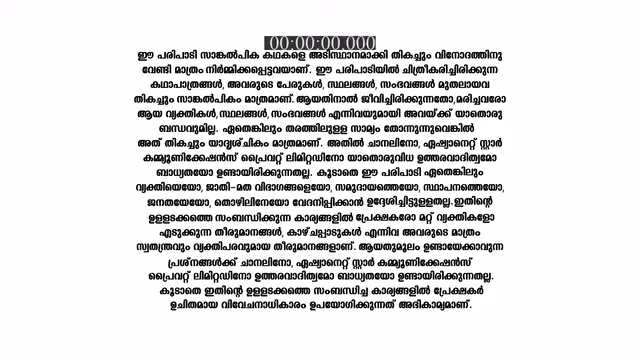 00:00:00.000
ഈ പരിപാടി സാങ്കൽപിക കഥകളെ അടിസ്ഥാനമാക്കി തികച്ചും വിനോദത്തിനു
വേണ്ടി മാത്രം നിർമ്മിക്കപ്പെട്ടവയാണ്. ഈ പരിപാടിയിൽ ചിത്രീകരിച്ചിരിക്കുന്ന
കഥാപാത്രങ്ങൾ, അവരുടെ പേരുകൾ, സ്ഥലങ്ങൾ, സംഭവങ്ങൾ മുതലായവ
തികച്ചും സാങ്കൽപികം മാത്രമാണ്. ആയതിനാൽ ജീവിച്ചിരിക്കുന്നതോ,മരിച്ചവരോ
ആയ വ്യക്തികൾ,സ്ഥലങ്ങൾ,സംഭവങ്ങൾ എന്നിവയുമായി അവയ്ക്ക് യാതൊരു
ബന്ധവുമില്ല. ഏതെങ്കിലും തരത്തിലുളള സാമ്യം തോന്നുന്നുവെങ്കിൽ
അത് തികച്ചും യാദൃശ്ചികം മാത്രമാണ്. അതിൽ ചാനലിനോ, ഏഷ്യാനെറ്റ് സ്റ്റാർ
കമ്മ്യൂണിക്കേഷൻസ് പ്രൈവറ്റ് ലിമിറ്റഡിനോ യാതൊരുവിധ ഉത്തരവാദിത്വമോ
ബാധ്യതയോ ഉണ്ടായിരിക്കുന്നതല്ല. കൂടാതെ ഈ പരിപാടി ഏതെങ്കിലും
വ്യക്തിയെയോ, ജാതി-മത വിദാഗങ്ങളെയോ, സമുദായത്തെയോ, സ്ഥാപനത്തെയോ,
ജനതയേയോ, തൊഴിലിനേയോ വേദനിപ്പിക്കാൻ ഉദ്ദേശിച്ചിട്ടുളളതല്ല.ഇതിന്റെ
ഉളളടക്കത്തെ സംബന്ധിക്കുന്ന കാര്യങ്ങളിൽ പ്രേക്ഷകരോ മറ്റ് വ്യക്തികളോ
എടുക്കുന്ന തീരുമാനങ്ങൾ, കാഴ്ചപ്പാടുകൾ എന്നിവ അവരുടെ മാത്രം
സ്വതന്ത്രവും വ്യക്തിപരവുമായ തീരുമാനങ്ങളാണ്. ആയതുമൂലം ഉണ്ടായേക്കാവുന്ന
പ്രശ്നങ്ങൾക്ക് ചാനലിനോ, ഏഷ്യാനെറ്റ് സ്റ്റാർ കമ്മ്യൂണിക്കേഷൻസ്
പ്രൈവറ്റ് ലിമിറ്റഡിനോ ഉത്തരവാദിത്വമോ ബാധ്യതയോ ഉണ്ടായിരിക്കുന്നതല്ല.
കൂടാതെ ഇതിന്റെ ഉളളടക്കത്തെ സംബന്ധിച്ച കാര്യങ്ങളിൽ പ്രേക്ഷകർ
ഉചിതമായ വിവേചനാധികാരം ഉപയോഗിക്കുന്നത് അഭികാമ്യമാണ്.